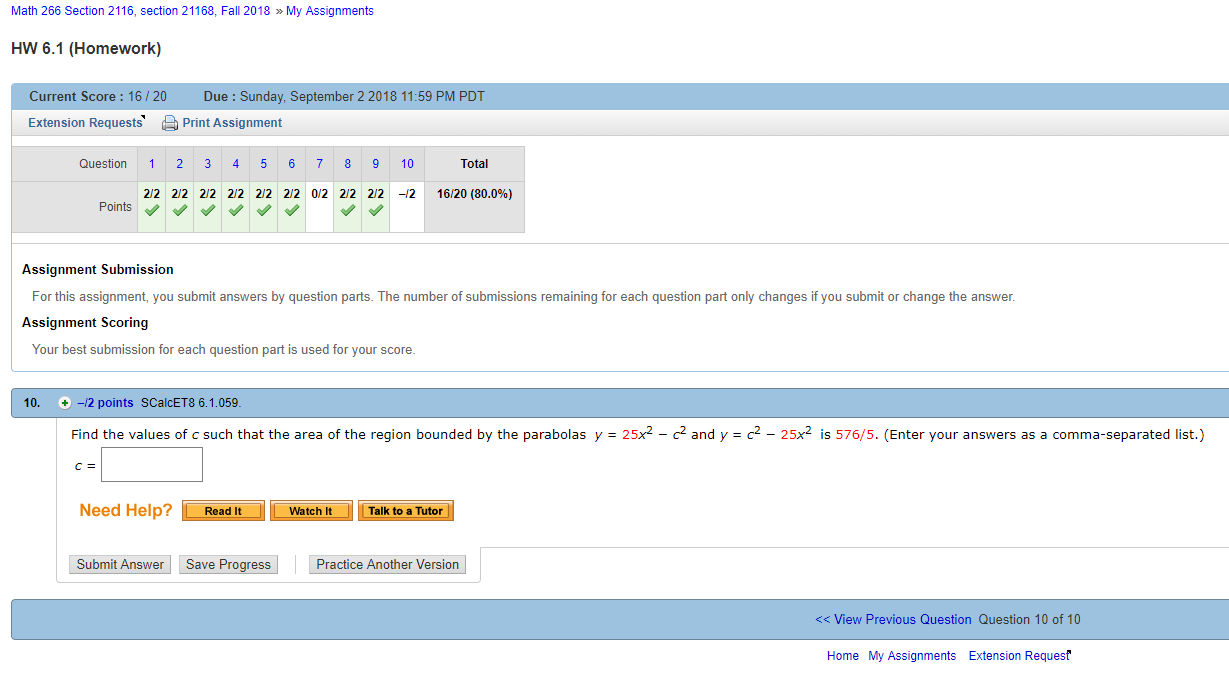 Math 266 Section 2116, section 21168, Fall 2018 » My Assignments
HW 6.1 (Homework)
Current Score : 16 / 20 Due : Sunday, September 2 2018 11:59 PM PDT
Extension Requests Print Assignment
Question 1 2 3 4 5 6 7 8 9 10 Total
Points 2/2 2/2 2/2 2/2 2/2 2/2 0/2 2/2 2/2 –/2 16/20 (80.0%)
Assignment Submission
For this assignment, you submit answers by question parts. The number of submissions remaining for each question part only changes if you submit or change the answer.
Assignment Scoring
Your best submission for each question part is used for your score.
10. –/2 points SCalcET8 6.1.059.
Find the values of c such that the area of the region bounded by the parabolas y = 25x² − c² and y = c² − 25x² is 576/5. (Enter your answers as a comma-separated list.)
c =
Need Help? Read It Watch It Talk to a Tutor
Submit Answer Save Progress Practice Another Version
<< View Previous Question Question 10 of 10
Home My Assignments Extension Request